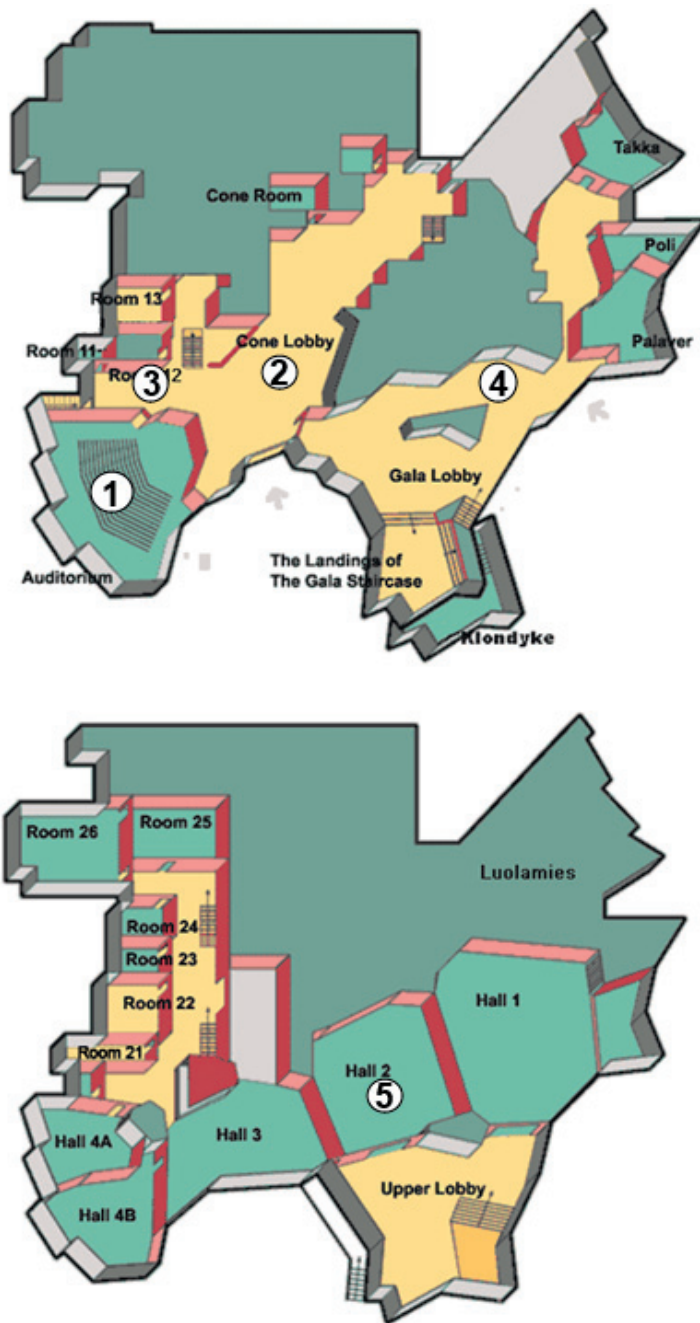 Takka
Cone Room
Poli
Room 13
Palaver
Room 11
Cone Lobby
3
2
4
1
Gala Lobby
Auditorium
The Landings of
The Gala Staircase
Klondyke
Room 26
Room 25
Luolamies
Room 24
Room 23
Room 22
Hall 1
Room 21
Hall 2
5
Hall 4A
Hall 3
Hall 4B
Upper Lobby